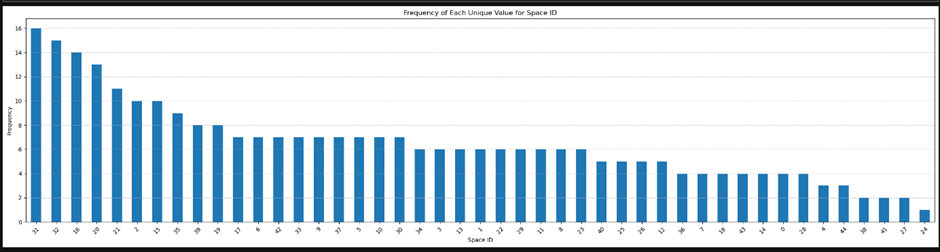 Frequency of Each Unique Value for Space ID
16
14
12
10
8
6
4
2
0
Frequency
31 32 16 20 21 2 15 35 39 19 17 6 42 33 9 37 5 10 30 34 3 13 1 22 29 11 8 23 40 25 26 12 36 7 18 43 14 0 28 4 44 38 41 27 24
Space ID